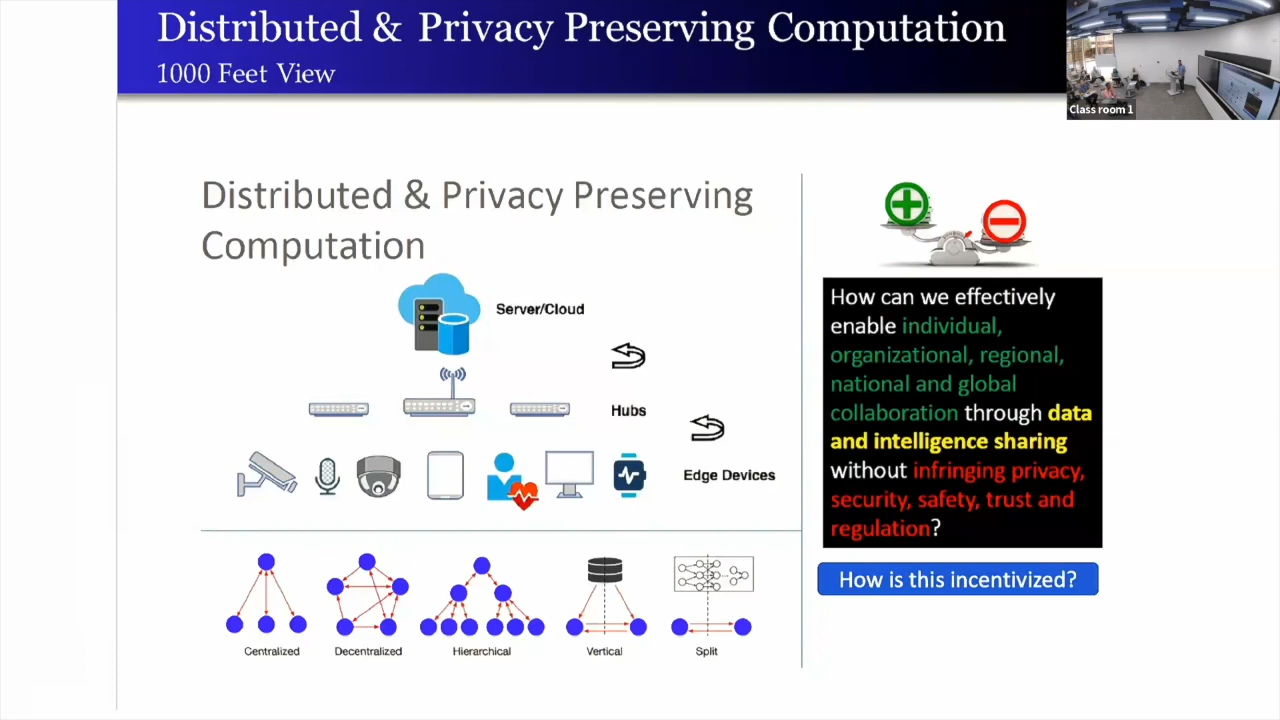 Distributed & Privacy Preserving Computation
1000 Feet View
Class room 1
Distributed & Privacy Preserving
Computation
Server/Cloud
Hubs
Edge Devices
Centralized
Decentralized
Hierarchical
Vertical
Split
How can we effectively
enable individual,
organizational, regional,
national and global
collaboration through data
and intelligence sharing
without infringing privacy,
security, safety, trust and
regulation?
How is this incentivized?